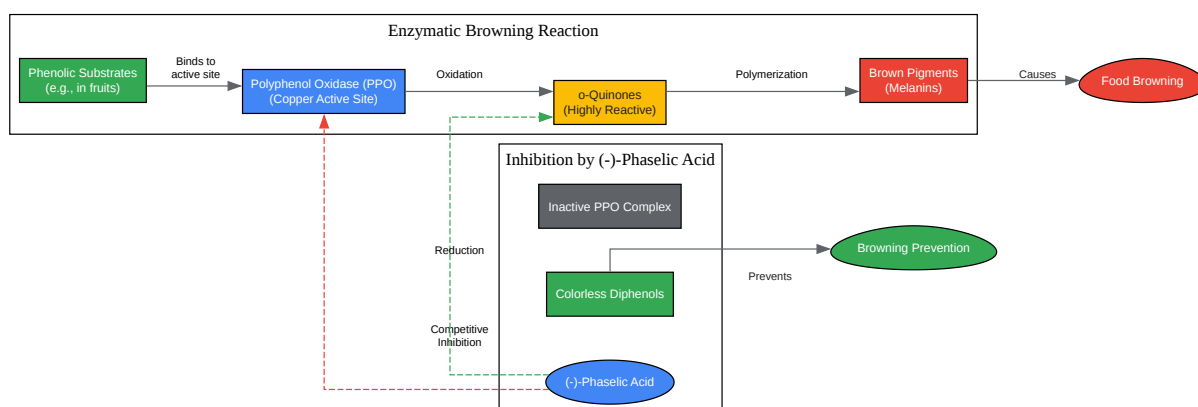 Enzymatic Browning Reaction
Phenolic Substrates
(e.g., in fruits)
Binds to
active site
Polyphenol Oxidase (PPO)
(Copper Active Site)
Oxidation
o-Quinones
(Highly Reactive)
Polymerization
Brown Pigments
(Melanins)
Causes
Food Browning
Inhibition by (-)-Phaselic Acid
Inactive PPO Complex
Reduction
Browning Prevention
Prevents
Colorless Diphenols
Competitive
Inhibition
(-)-Phaselic Acid